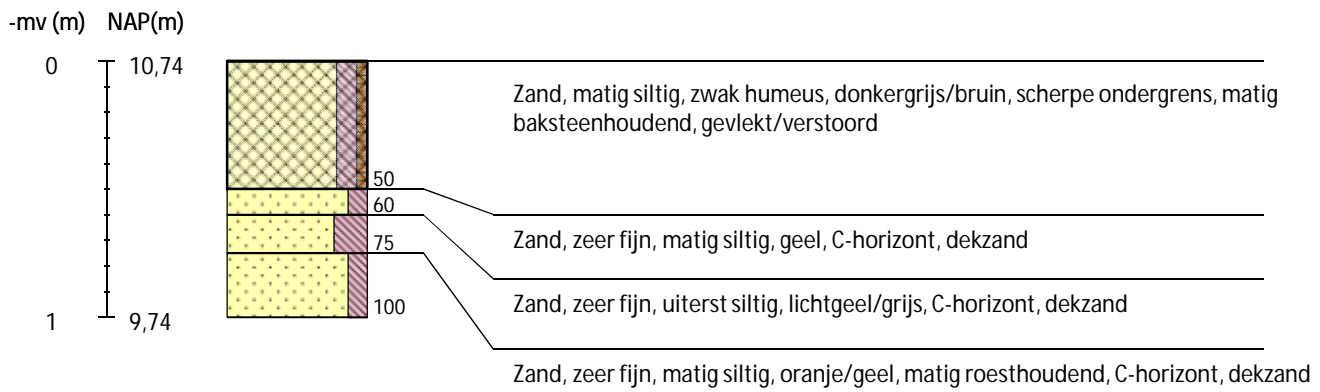 -mv (m) NAP(m)
0 10,74
Zand, matig siltig, zwak humeus, donkergrijs/bruin, scherpe ondergrens, matig
baksteenhoudend, gevlekt/verstoord
50
60
Zand, zeer fijn, matig siltig, geel, C-horizont, dekzand
75
Zand, zeer fijn, uiterst siltig, lichtgeel/grijs, C-horizont, dekzand
100
1 9,74
Zand, zeer fijn, matig siltig, oranje/geel, matig roesthoudend, C-horizont, dekzand